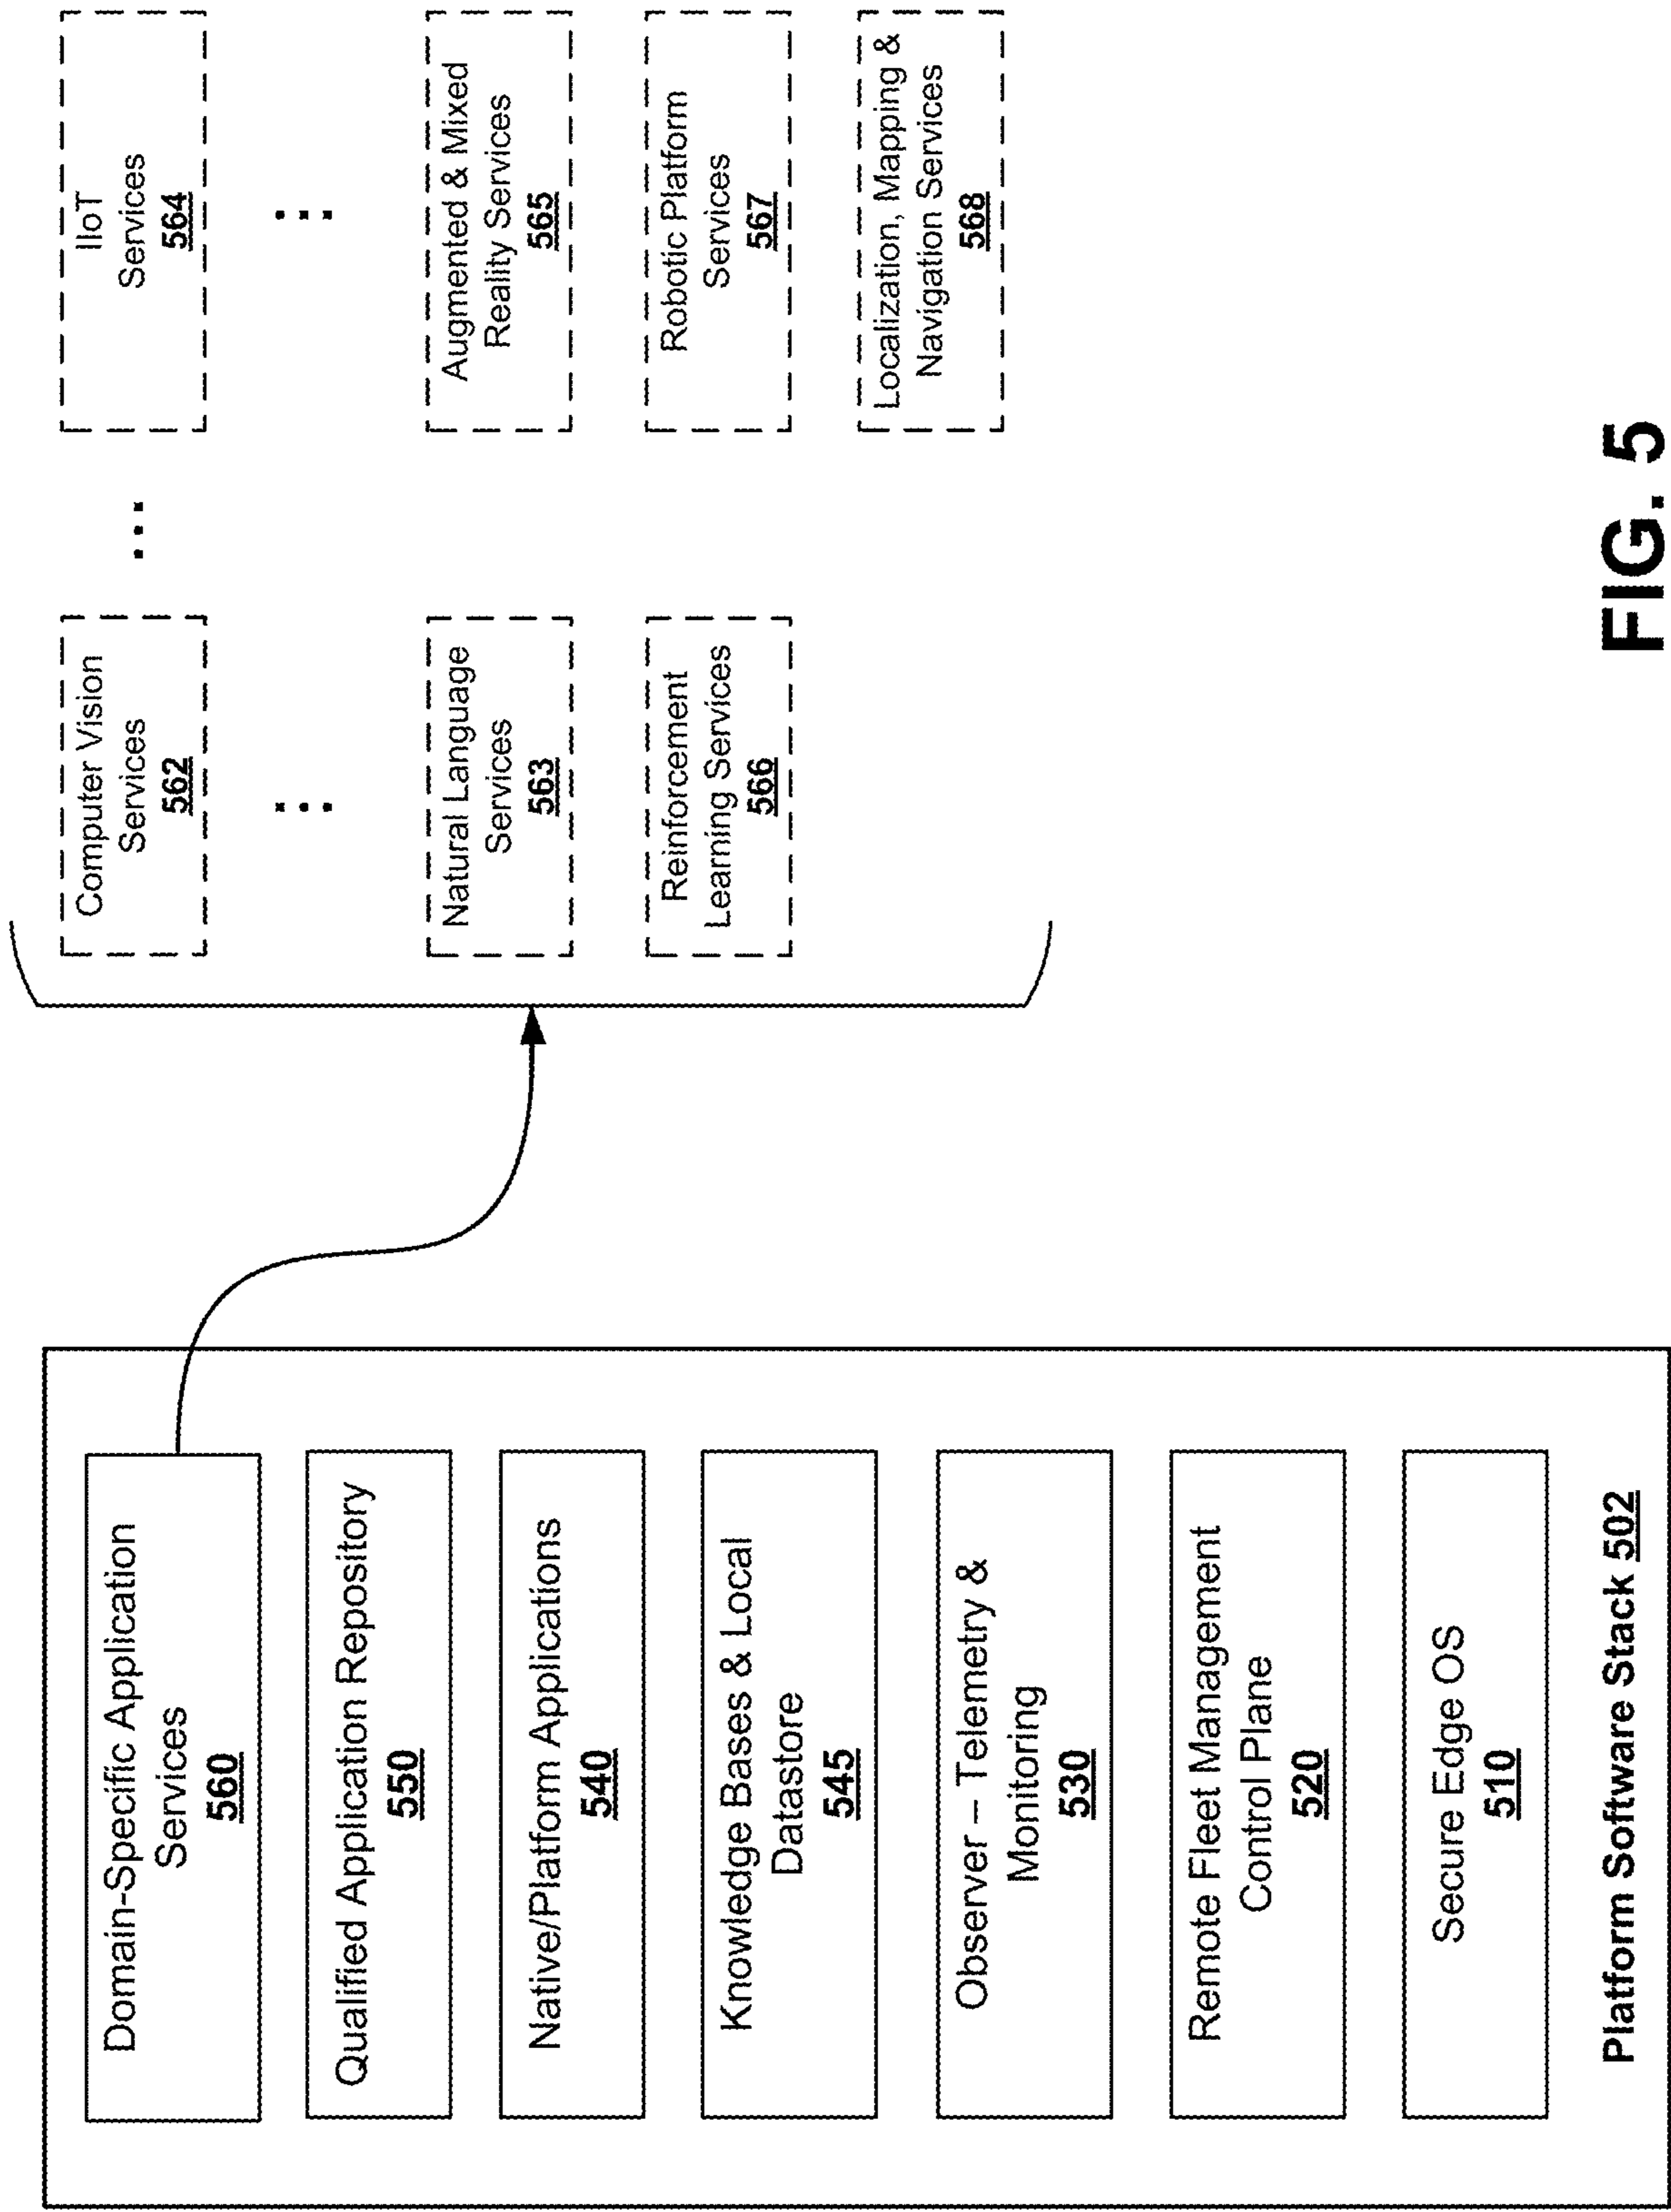 Domain-Specific Application
Services
560
Qualified Application Repository
550
Native/Platform Applications
540
Knowledge Bases & Local
Datastore
545
Observer – Telemetry &
Monitoring
530
Remote Fleet Management
Control Plane
520
Secure Edge OS
510
Platform Software Stack 502
Computer Vision
Services
562
...
IIoT
Services
564
...
...
Natural Language
Services
563
Augmented & Mixed
Reality Services
565
Reinforcement
Learning Services
566
Robotic Platform
Services
567
Localization, Mapping &
Navigation Services
568
FIG. 5